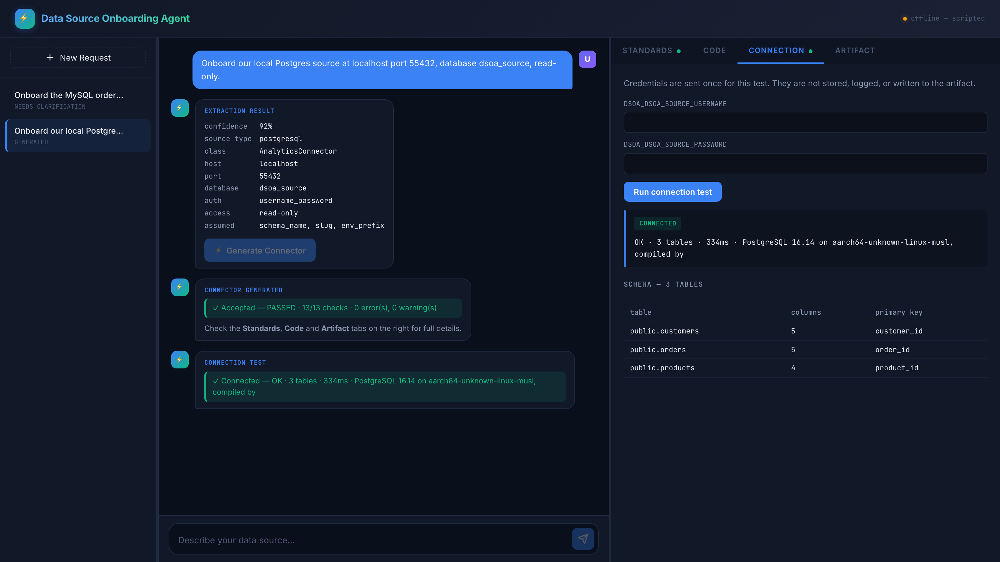 Data Source Onboarding Agent
offline — scripted
New Request
Onboard the MySQL order...
NEEDS_CLARIFICATION
Onboard our local Postgre...
GENERATED
Onboard our local Postgres source at localhost port 55432, database dsoa_source, read-
only.
U
EXTRACTION RESULT
confidence 92%
source type postgresql
class AnalyticsConnector
host localhost
port 55432
database dsoa_source
auth username_password
access read-only
assumed schema_name, slug, env_prefix
⚡ Generate Connector
CONNECTOR GENERATED
✓ Accepted — PASSED · 13/13 checks · 0 error(s), 0 warning(s)
Check the Standards, Code and Artifact tabs on the right for full details.
CONNECTION TEST
✓ Connected — OK · 3 tables · 334ms · PostgreSQL 16.14 on aarch64-unknown-linux-musl,
compiled by
Describe your data source...
STANDARDS CODE CONNECTION ARTIFACT
Credentials are sent once for this test. They are not stored, logged, or written to the artifact.
DSOA_DSOA_SOURCE_USERNAME
DSOA_DSOA_SOURCE_PASSWORD
Run connection test
CONNECTED
OK · 3 tables · 334ms · PostgreSQL 16.14 on aarch64-unknown-linux-musl,
compiled by
SCHEMA — 3 TABLES
table columns primary key
public.customers 5 customer_id
public.orders 5 order_id
public.products 4 product_id